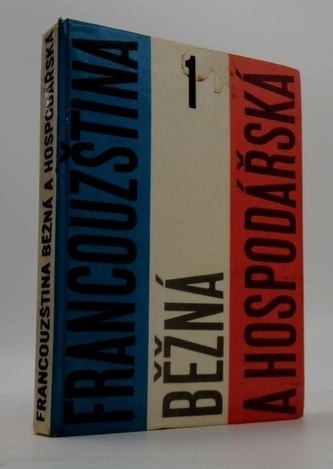 FRANCOUZŠTINA BĚŽNÁ A HOSPODÁŘSKÁ
FRANCOUZŠTINA
1
BĚŽNÁ
A HOSPODÁŘSKÁ